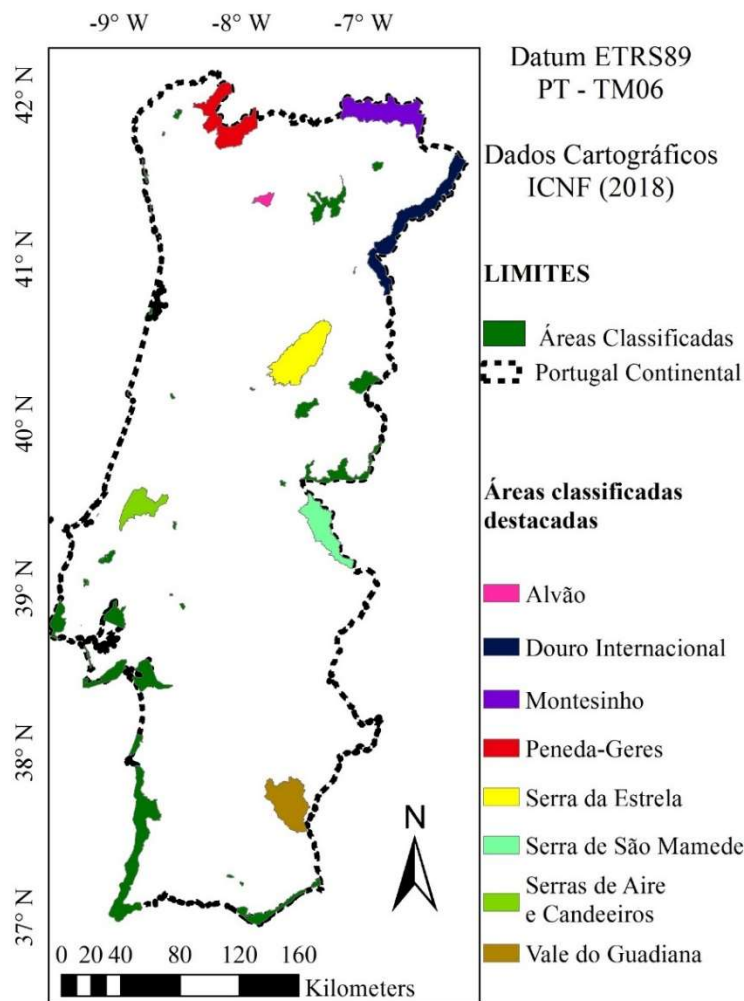 -9° W -8° W -7° W
42° N
41° N
40° N
39° N
38° N
37° N
Datum ETRS89
PT - TM06
Dados Cartográficos
ICNF (2018)
LIMITES
Áreas Classificadas
Portugal Continental
Áreas classificadas
destacadas
Alvão
Douro Internacional
Montesinho
Peneda-Geres
Serra da Estrela
Serra de São Mamede
Serras de Aire
e Candeeiros
Vale do Guadiana
N
0 20 40 80 120 160
Kilometers